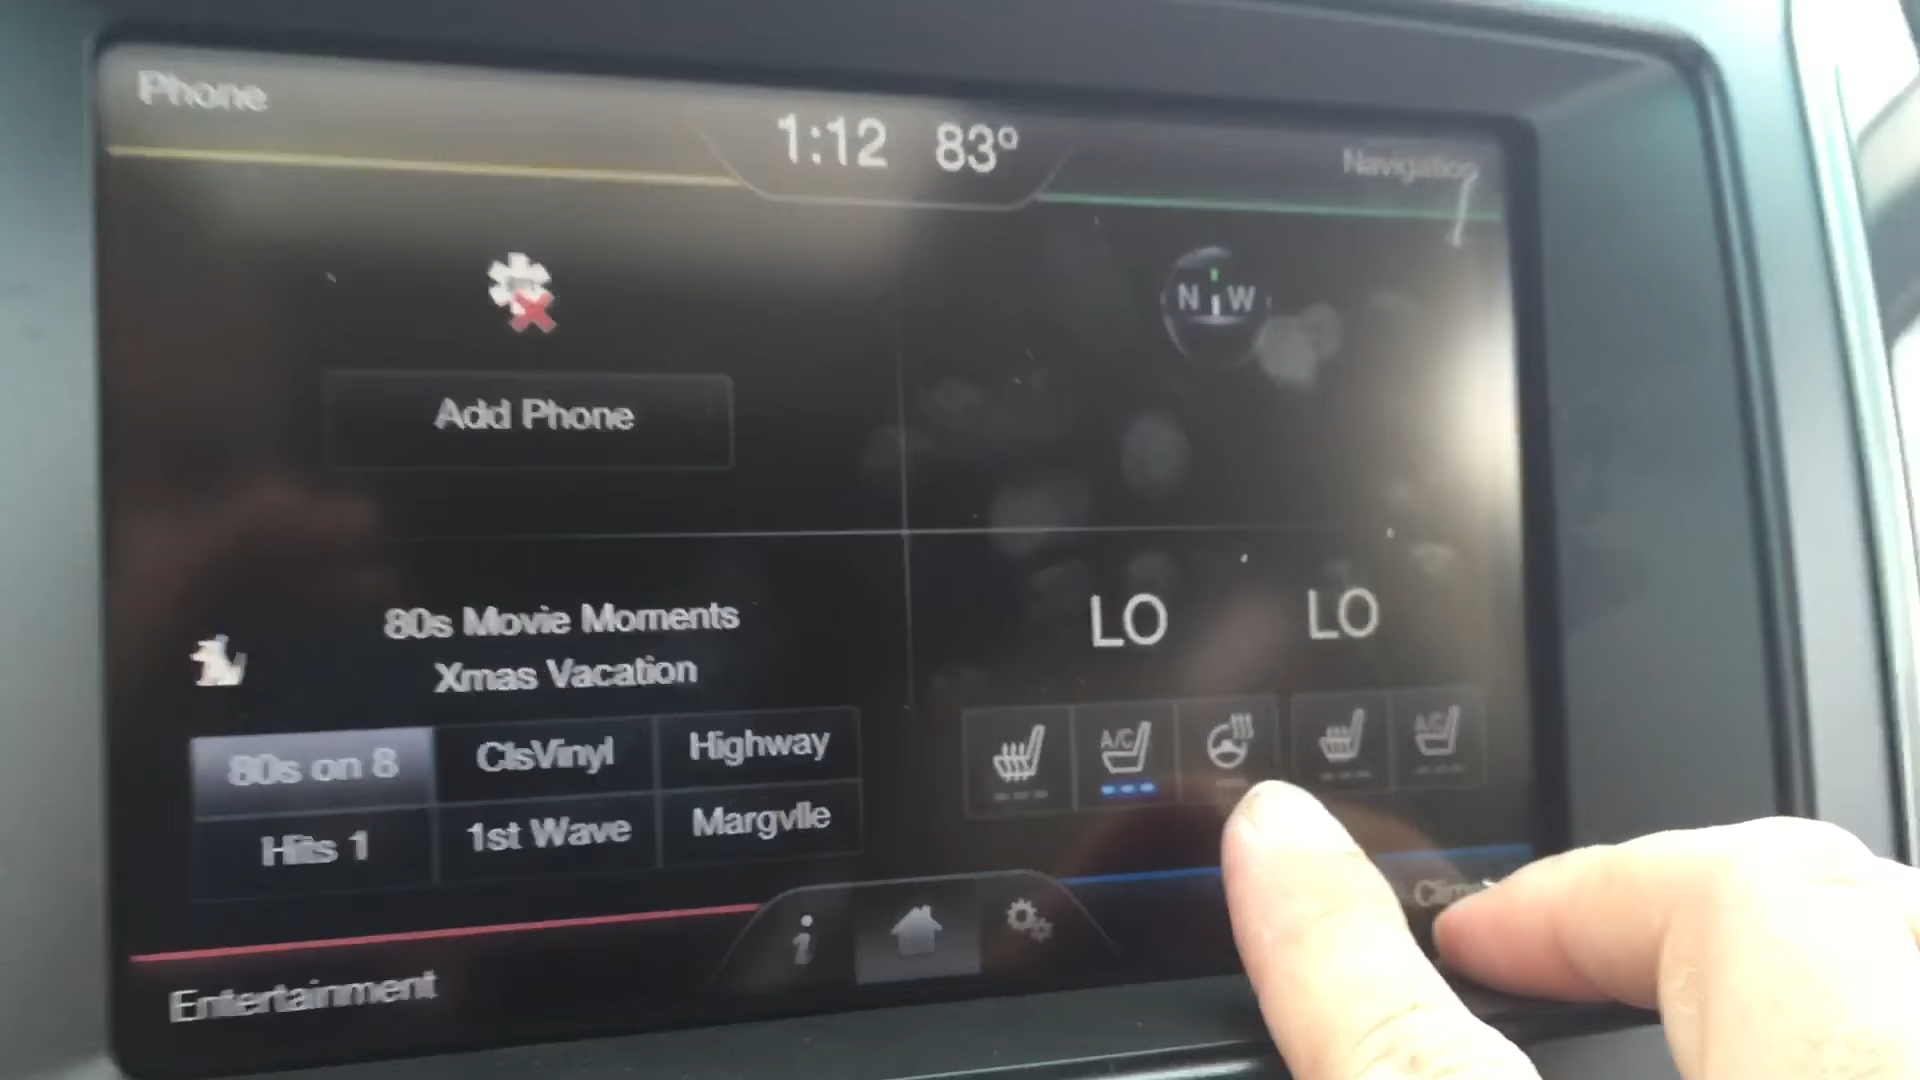 Phone
1:12 83°
Navigation
N W
Add Phone
80s Movie Moments
Xmas Vacation
LO LO
80s on 8 ClsVinyl Highway
A/C A/C
Hits 1 1st Wave Margvlle
i
Entertainment